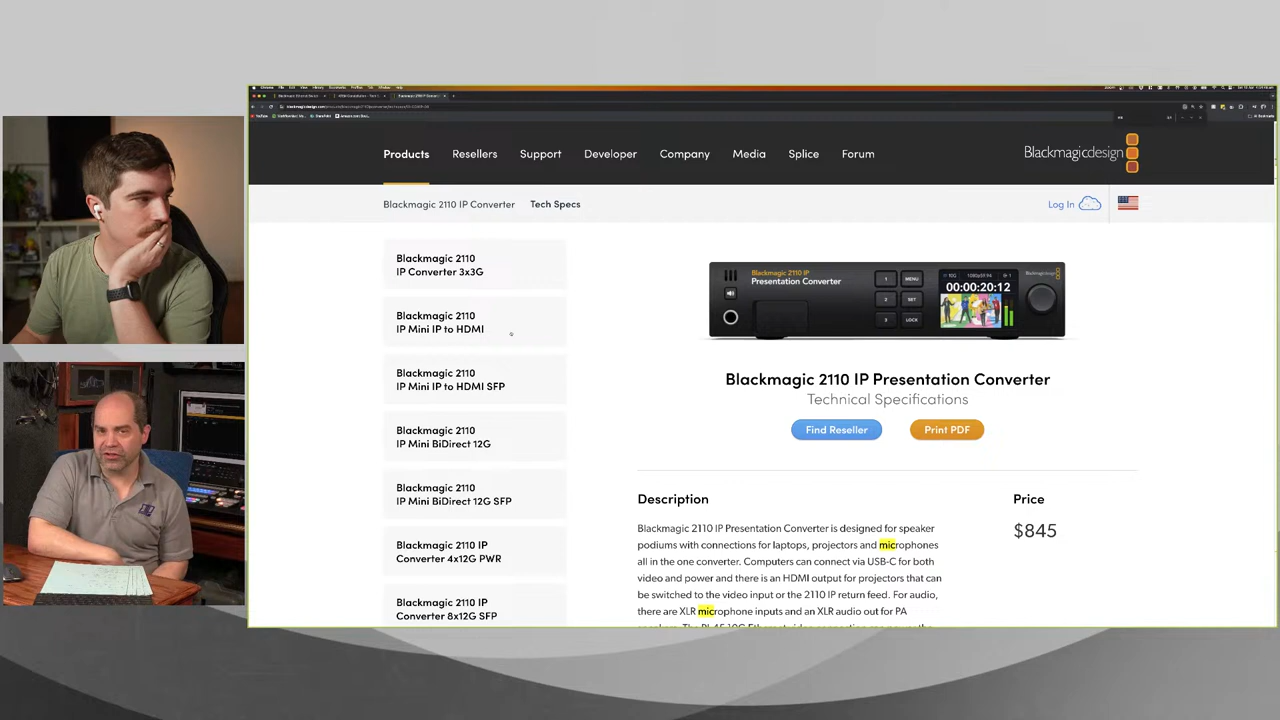 Products
Resellers
Support
Developer
Company
Media
Splice
Forum
Blackmagicdesign
Blackmagic 2110 IP Converter
Tech Specs
Log In
Blackmagic 2110
IP Converter 3x3G
Blackmagic 2110
IP Mini IP to HDMI
Blackmagic 2110
IP Mini IP to HDMI SFP
Blackmagic 2110
IP Mini BiDirect 12G
Blackmagic 2110
IP Mini BiDirect 12G SFP
Blackmagic 2110 IP
Converter 4x12G PWR
Blackmagic 2110 IP
Converter 8x12G SFP
Blackmagic 2110 IP
Presentation Converter
1
MENU
2
SET
3
LOCK
00:00:20:12
Blackmagicdesign
Blackmagic 2110 IP Presentation Converter
Technical Specifications
Find Reseller
Print PDF
Description
Price
Blackmagic 2110 IP Presentation Converter is designed for speaker
podiums with connections for laptops, projectors and microphones
all in the one converter. Computers can connect via USB-C for both
video and power and there is an HDMI output for projectors that can
be switched to the video input or the 2110 IP return feed. For audio,
there are XLR microphone inputs and an XLR audio out for PA
$845